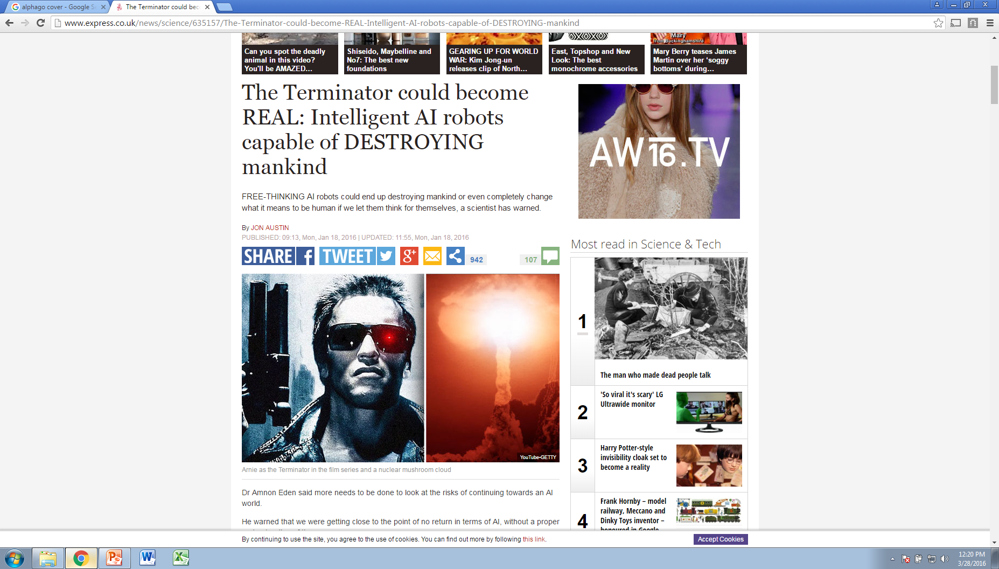 alphago cover - Google S
The Terminator could bec
www.express.co.uk/news/science/635157/The-Terminator-could-become-REAL-Intelligent-AI-robots-capable-of-DESTROYING-mankind
Can you spot the deadly
animal in this video?
You'll be AMAZED...
Shiseido, Maybelline and
No7: The best new
foundations
GEARING UP FOR WORLD
WAR: Kim Jong-un
releases clip of North...
East, Topshop and New
Look: The best
monochrome accessories
Mary
from Buckinghamshire
Mary Berry teases James
Martin over her ‘soggy
bottoms’ during...
The Terminator could become
REAL: Intelligent AI robots
capable of DESTROYING
mankind
FREE-THINKING AI robots could end up destroying mankind or even completely change
what it means to be human if we let them think for themselves, a scientist has warned.
By JON AUSTIN
PUBLISHED: 09:13, Mon, Jan 18, 2016 | UPDATED: 11:55, Mon, Jan 18, 2016
SHARE f TWEET g+ 942 107
YouTube•GETTY
Arnie as the Terminator in the film series and a nuclear mushroom cloud
Dr Amnon Eden said more needs to be done to look at the risks of continuing towards an AI
world.
He warned that we were getting close to the point of no return in terms of AI, without a proper
AW16.TV
Most read in Science & Tech
1
The man who made dead people talk
2
'So viral it's scary' LG
Ultrawide monitor
3
Harry Potter-style
invisibility cloak set to
become a reality
4
Frank Hornby – model
railway, Meccano and
Dinky Toys inventor –
honoured in Google
By continuing to use the site, you agree to the use of cookies. You can find out more by following this link.
Accept Cookies
12:20 PM
3/28/2016